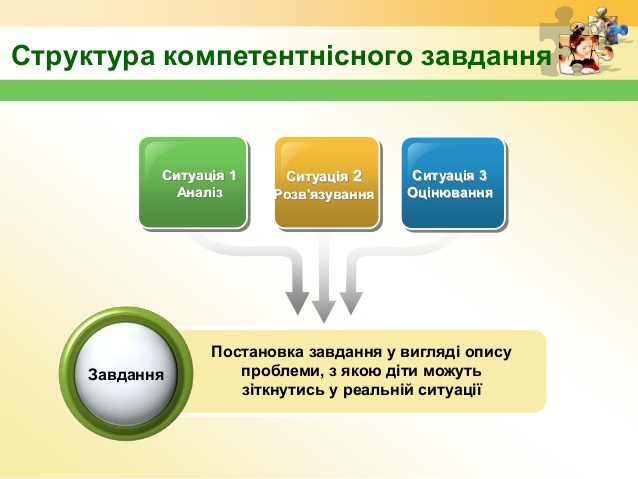 Структура компетентнісного завдання
Ситуація 1
Аналіз
Ситуація 2
Розв'язування
Ситуація 3
Оцінювання
Завдання
Постановка завдання у вигляді опису
проблеми, з якою діти можуть
зіткнутись у реальній ситуації